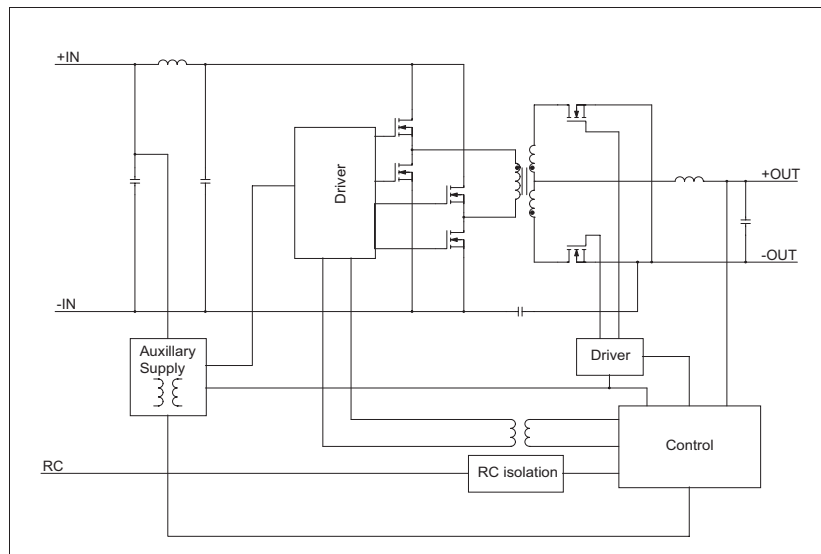 +IN
Driver
+OUT
-OUT
-IN
Auxillary
Supply
Driver
Control
RC
RC isolation